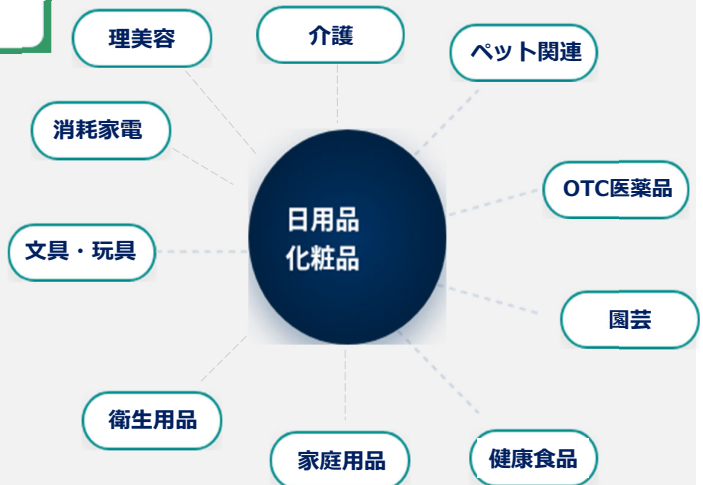 理美容
介護
ペット関連
消耗家電
OTC医薬品
日用品
化粧品
文具・玩具
園芸
衛生用品
家庭用品
健康食品